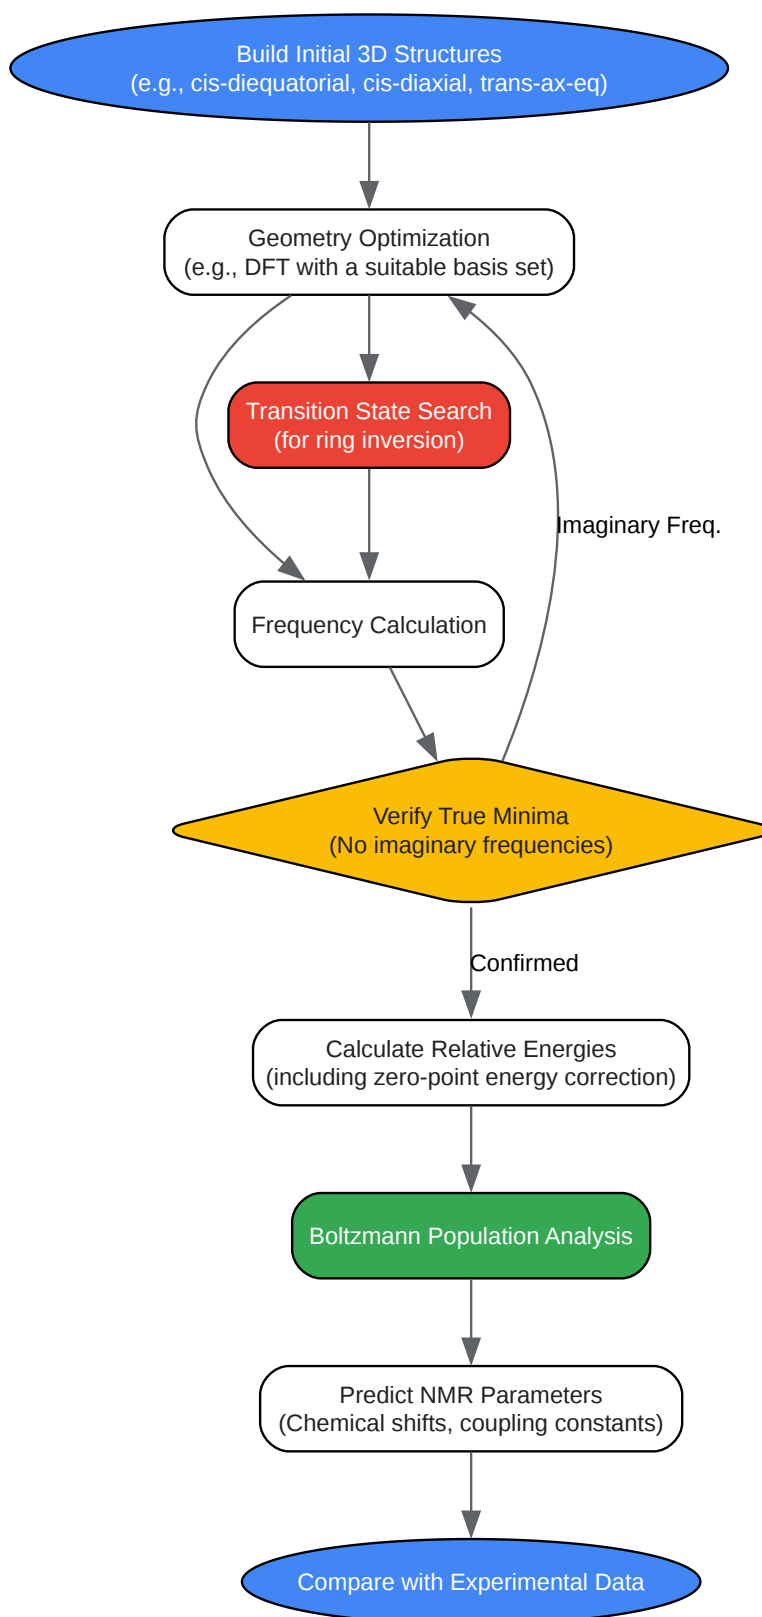 Build Initial 3D Structures
(e.g., cis-diequatorial, cis-diaxial, trans-ax-eq)
Geometry Optimization
(e.g., DFT with a suitable basis set)
Transition State Search
(for ring inversion)
Imaginary Freq.
Frequency Calculation
Verify True Minima
(No imaginary frequencies)
Confirmed
Calculate Relative Energies
(including zero-point energy correction)
Boltzmann Population Analysis
Predict NMR Parameters
(Chemical shifts, coupling constants)
Compare with Experimental Data